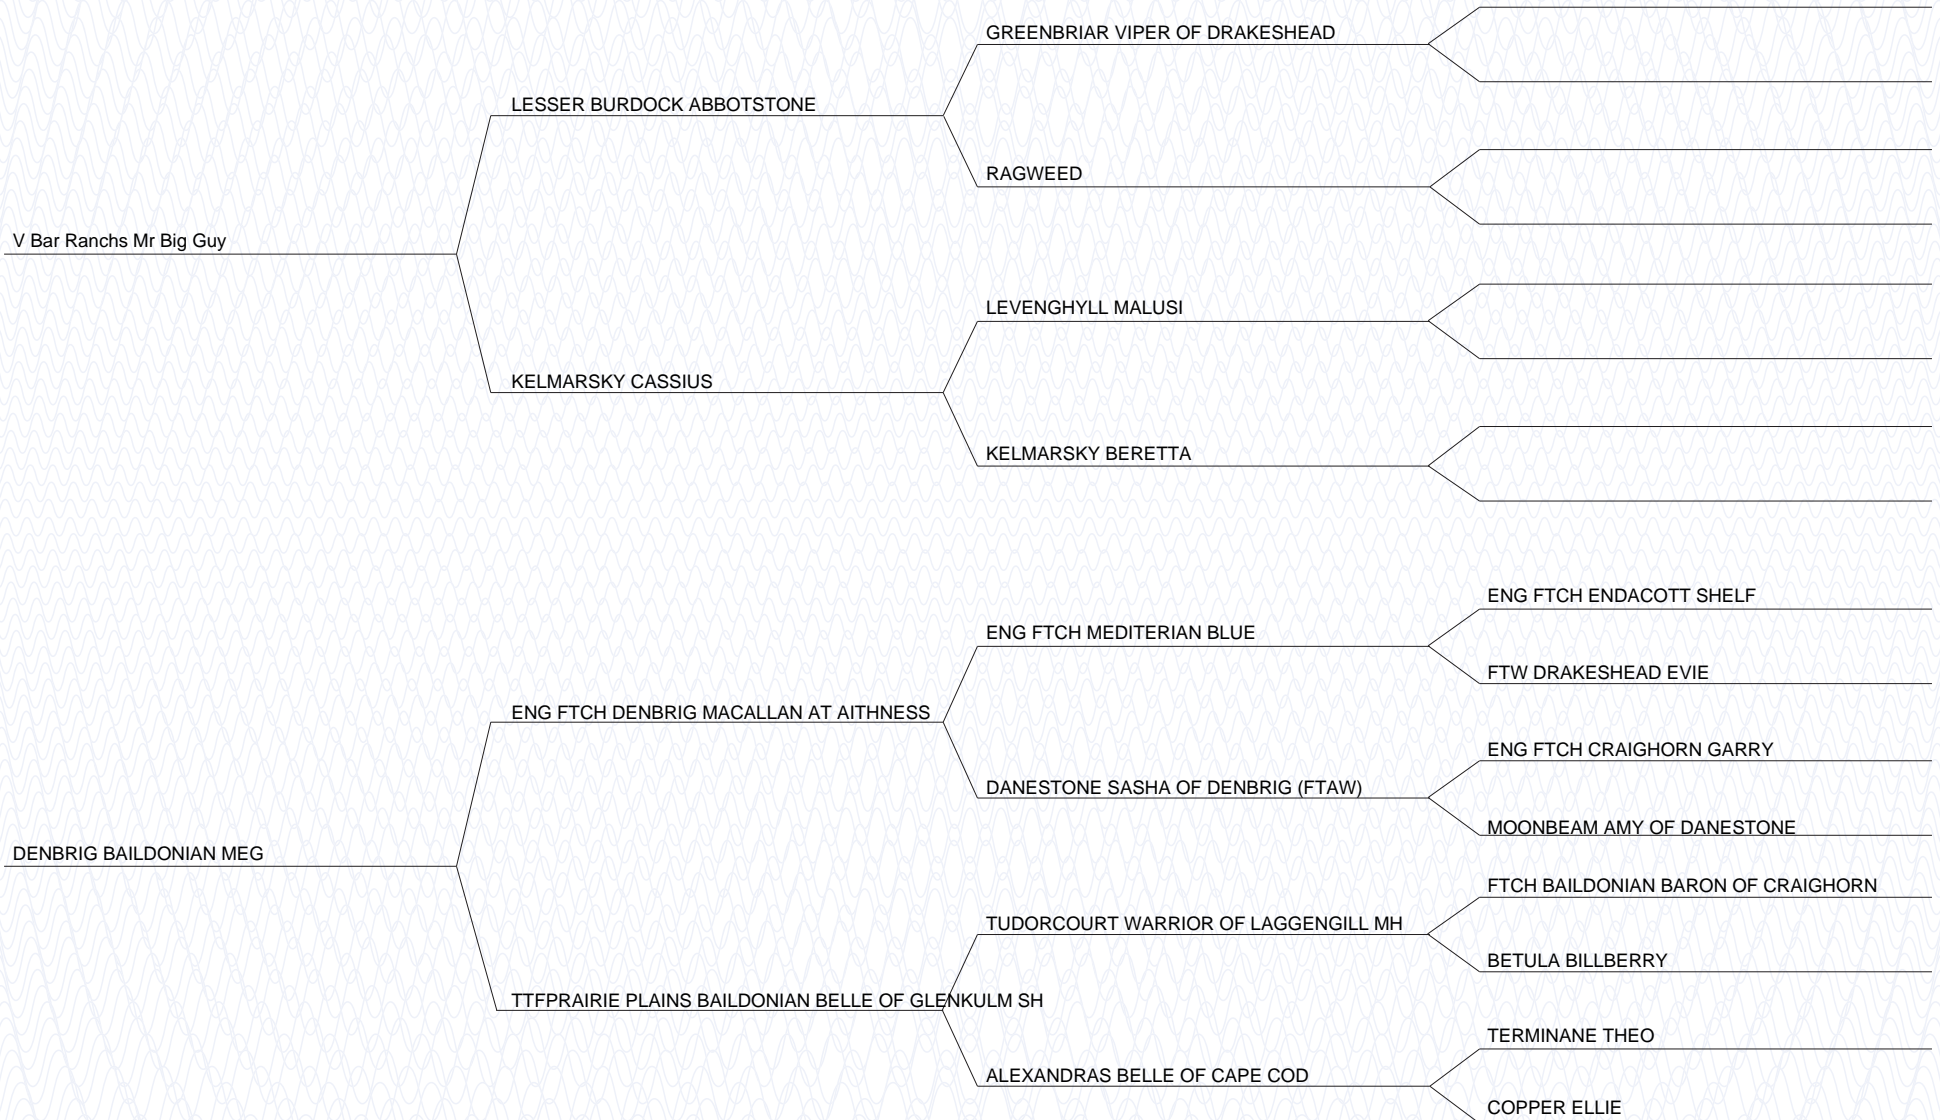 GREENBRIAR VIPER OF DRAKESHEAD
LESSER BURDOCK ABBOTSTONE
RAGWEED
V Bar Ranchs Mr Big Guy
LEVENGHYLL MALUSI
KELMARSKY CASSIUS
KELMARSKY BERETTA
ENG FTCH ENDACOTT SHELF
ENG FTCH MEDITERIAN BLUE
FTW DRAKESHEAD EVIE
ENG FTCH DENBRIG MACALLAN AT AITHNESS
ENG FTCH CRAIGHORN GARRY
DANESTONE SASHA OF DENBRIG (FTAW)
MOONBEAM AMY OF DANESTONE
DENBRIG BAILDONIAN MEG
FTCH BAILDONIAN BARON OF CRAIGHORN
TUDORCOURT WARRIOR OF LAGGENGILL MH
BETULA BILLBERRY
TTFPRAIRIE PLAINS BAILDONIAN BELLE OF GLENKULM SH
TERMINANE THEO
ALEXANDRAS BELLE OF CAPE COD
COPPER ELLIE